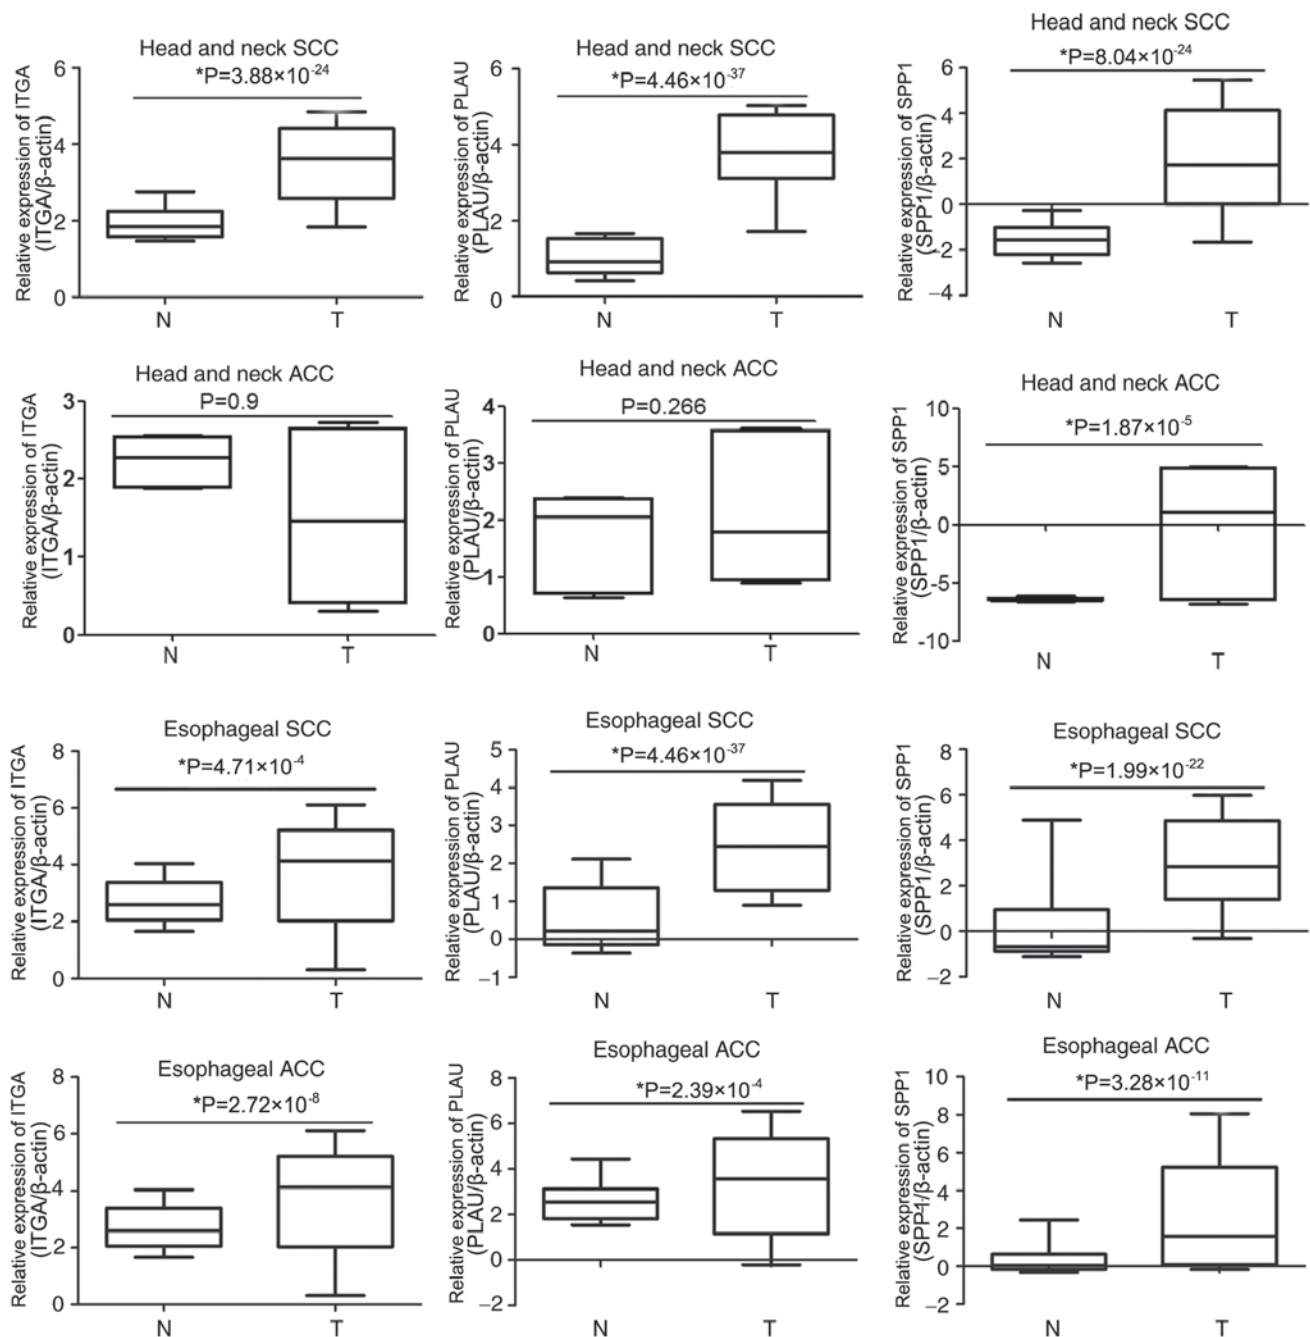 Head and neck SCC
*P=3.88×10-24
Relative expression of ITGA
(ITGA/β-actin)
6
4
2
0
N
T
Head and neck SCC
*P=4.46×10-37
Relative expression of PLAU
(PLAU/β-actin)
6
4
2
0
N
T
Head and neck SCC
*P=8.04×10-24
Relative expression of SPP1
(SPP1/β-actin)
6
4
2
0
−2
−4
N
T
Head and neck ACC
P=0.9
Relative expression of ITGA
(ITGA/β-actin)
3
2
1
0
N
T
Head and neck ACC
P=0.266
Relative expression of PLAU
(PLAU/β-actin)
4
3
2
1
0
N
T
Head and neck ACC
*P=1.87×10-5
Relative expression of SPP1
(SPP1/β-actin)
10
5
0
-5
-10
N
T
Esophageal SCC
*P=4.71×10-4
Relative expression of ITGA
(ITGA/β-actin)
8
6
4
2
0
N
T
Esophageal SCC
*P=4.46×10-37
Relative expression of PLAU
(PLAU/β-actin)
5
4
3
2
1
0
−1
N
T
Esophageal SCC
*P=1.99×10-22
Relative expression of SPP1
(SPP1/β-actin)
8
6
4
2
0
−2
N
T
Esophageal ACC
*P=2.72×10-8
Relative expression of ITGA
(ITGA/β-actin)
8
6
4
2
0
N
T
Esophageal ACC
*P=2.39×10-4
Relative expression of PLAU
(PLAU/β-actin)
8
6
4
2
0
−2
N
T
Esophageal ACC
*P=3.28×10-11
Relative expression of SPP1
(SPP1/β-actin)
10
8
6
4
2
0
−2
N
T